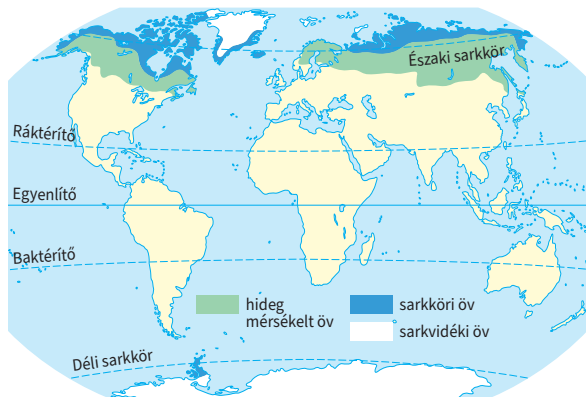 Északi sarkkör
Ráktérítő
Egyenlítő
Baktérítő
hideg
mérsékelt öv
sarkköri öv
sarkvidéki öv
Déli sarkkör